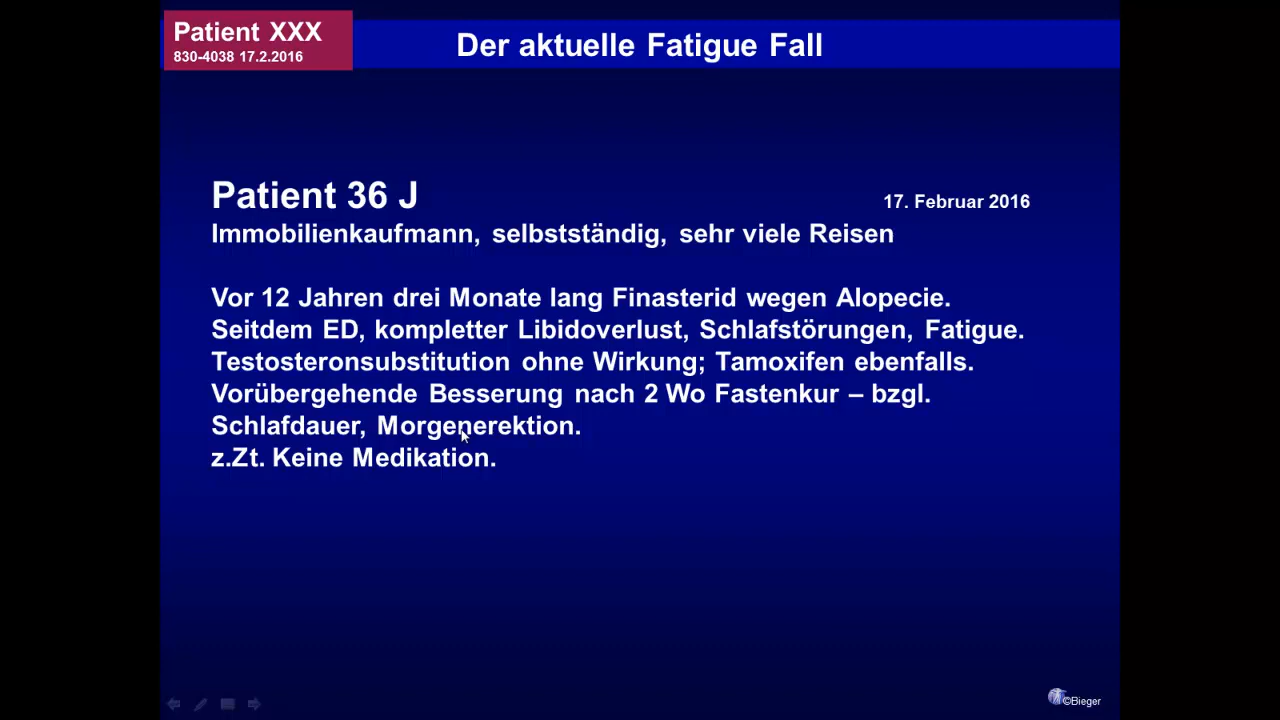 Patient XXX
830-4038 17.2.2016
Der aktuelle Fatigue Fall
Patient 36 J
17. Februar 2016
Immobilienkaufmann, selbstständig, sehr viele Reisen
Vor 12 Jahren drei Monate lang Finasterid wegen Alopecie.
Seitdem ED, kompletter Libidoverlust, Schlafstörungen, Fatigue.
Testosteronsubstitution ohne Wirkung; Tamoxifen ebenfalls.
Vorübergehende Besserung nach 2 Wo Fastenkur – bzgl.
Schlafdauer, Morgenerektion.
z.Zt. Keine Medikation.
©Bieger